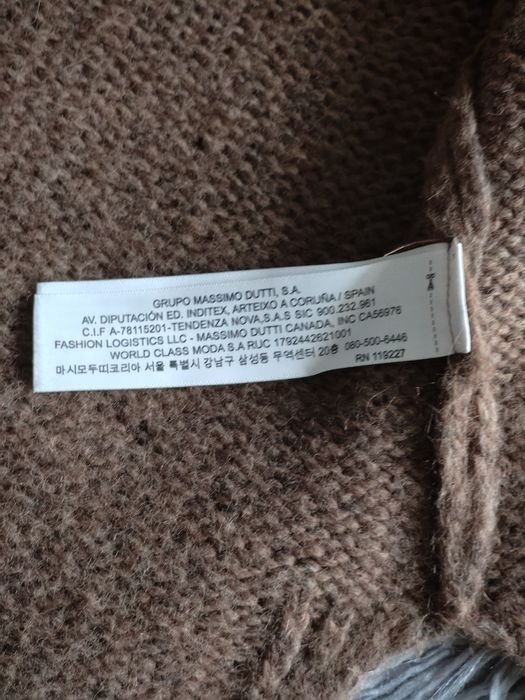 GRUPO MASSIMO DUTTI, S.A.
AV. DIPUTACIÓN ED. INDITEX, ARTEIXO A CORUÑA / SPAIN
C.I.F A-78115201-TENDENZA NOVA,S.A.S SIC 900.232.961
FASHION LOGISTICS LLC - MASSIMO DUTTI CANADA, INC CA56976
WORLD CLASS MODA S.A RUC 1792442621001
마시모두띠코리아 서울 특별시 강남구 삼성동 무역센터 20층 080-500-6446
RN 119227